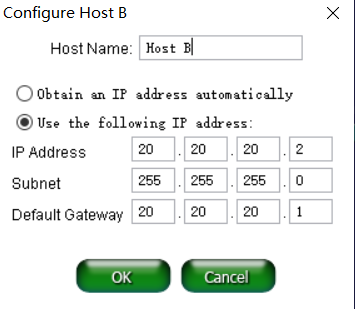 Configure Host B
Host Name: Host B
Obtain an IP address automatically
Use the following IP address:
IP Address 20 . 20 . 20 . 2
Subnet 255 . 255 . 255 . 0
Default Gateway 20 . 20 . 20 . 1
OK Cancel